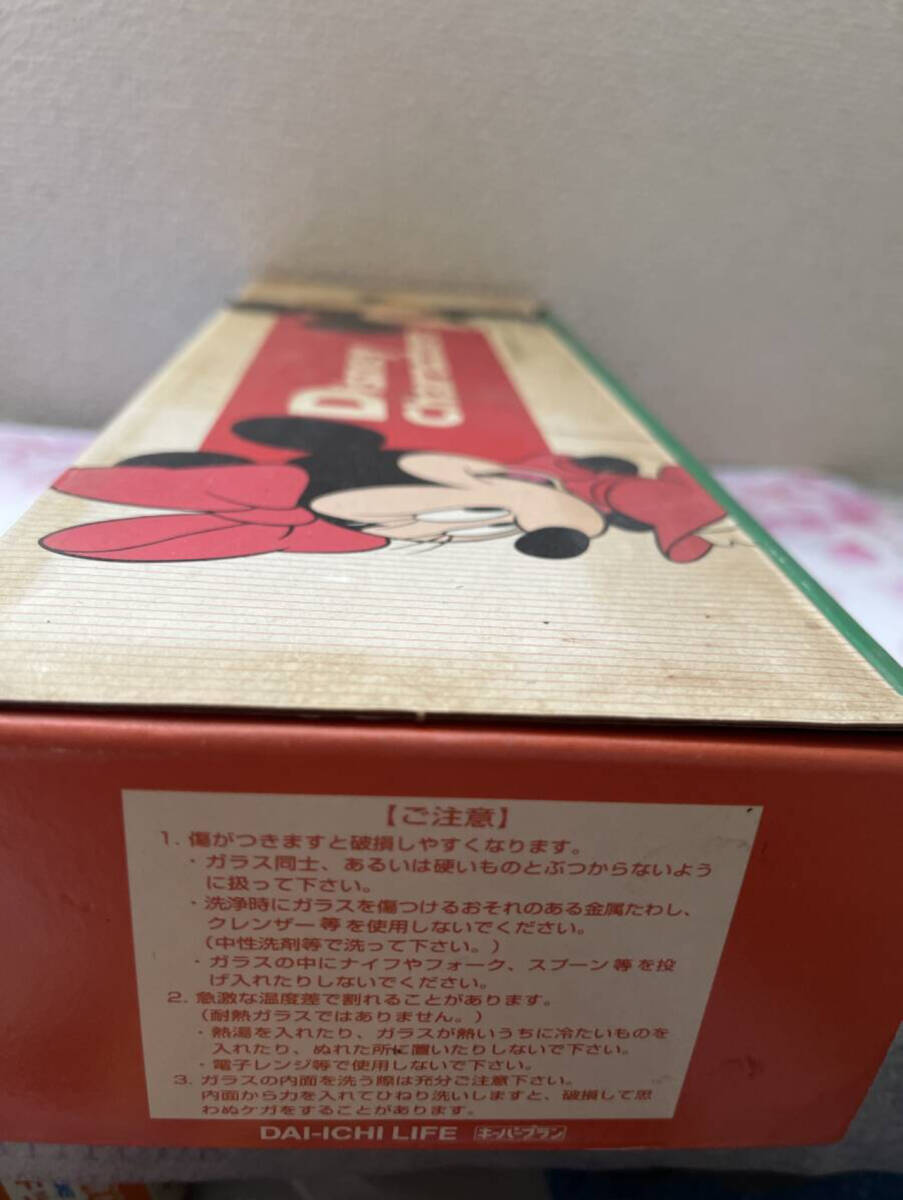 Disney
Characters
【ご注意】
1. 傷がつきますと破損しやすくなります。
・ガラス同士、あるいは硬いものとぶつからないよう
に扱って下さい。
・洗浄時にガラスを傷つけるおそれのある金属たわし、
クレンザー等を使用しないでください。
（中性洗剤等で洗って下さい。）
・ガラスの中にナイフやフォーク、スプーン等を投
げ入れたりしないでください。
2. 急激な温度差で割れることがあります。
（耐熱ガラスではありません。）
・熱湯を入れたり、ガラスが熱いうちに冷たいものを
入れたり、ぬれた所に置いたりしないで下さい。
・電子レンジ等で使用しないで下さい。
3. ガラスの内面を洗う際は充分ご注意下さい。
内面から力を入れてひねり洗いしますと、破損して思
わぬケガをすることがあります。
DAI-ICHI LIFE キーパープラン